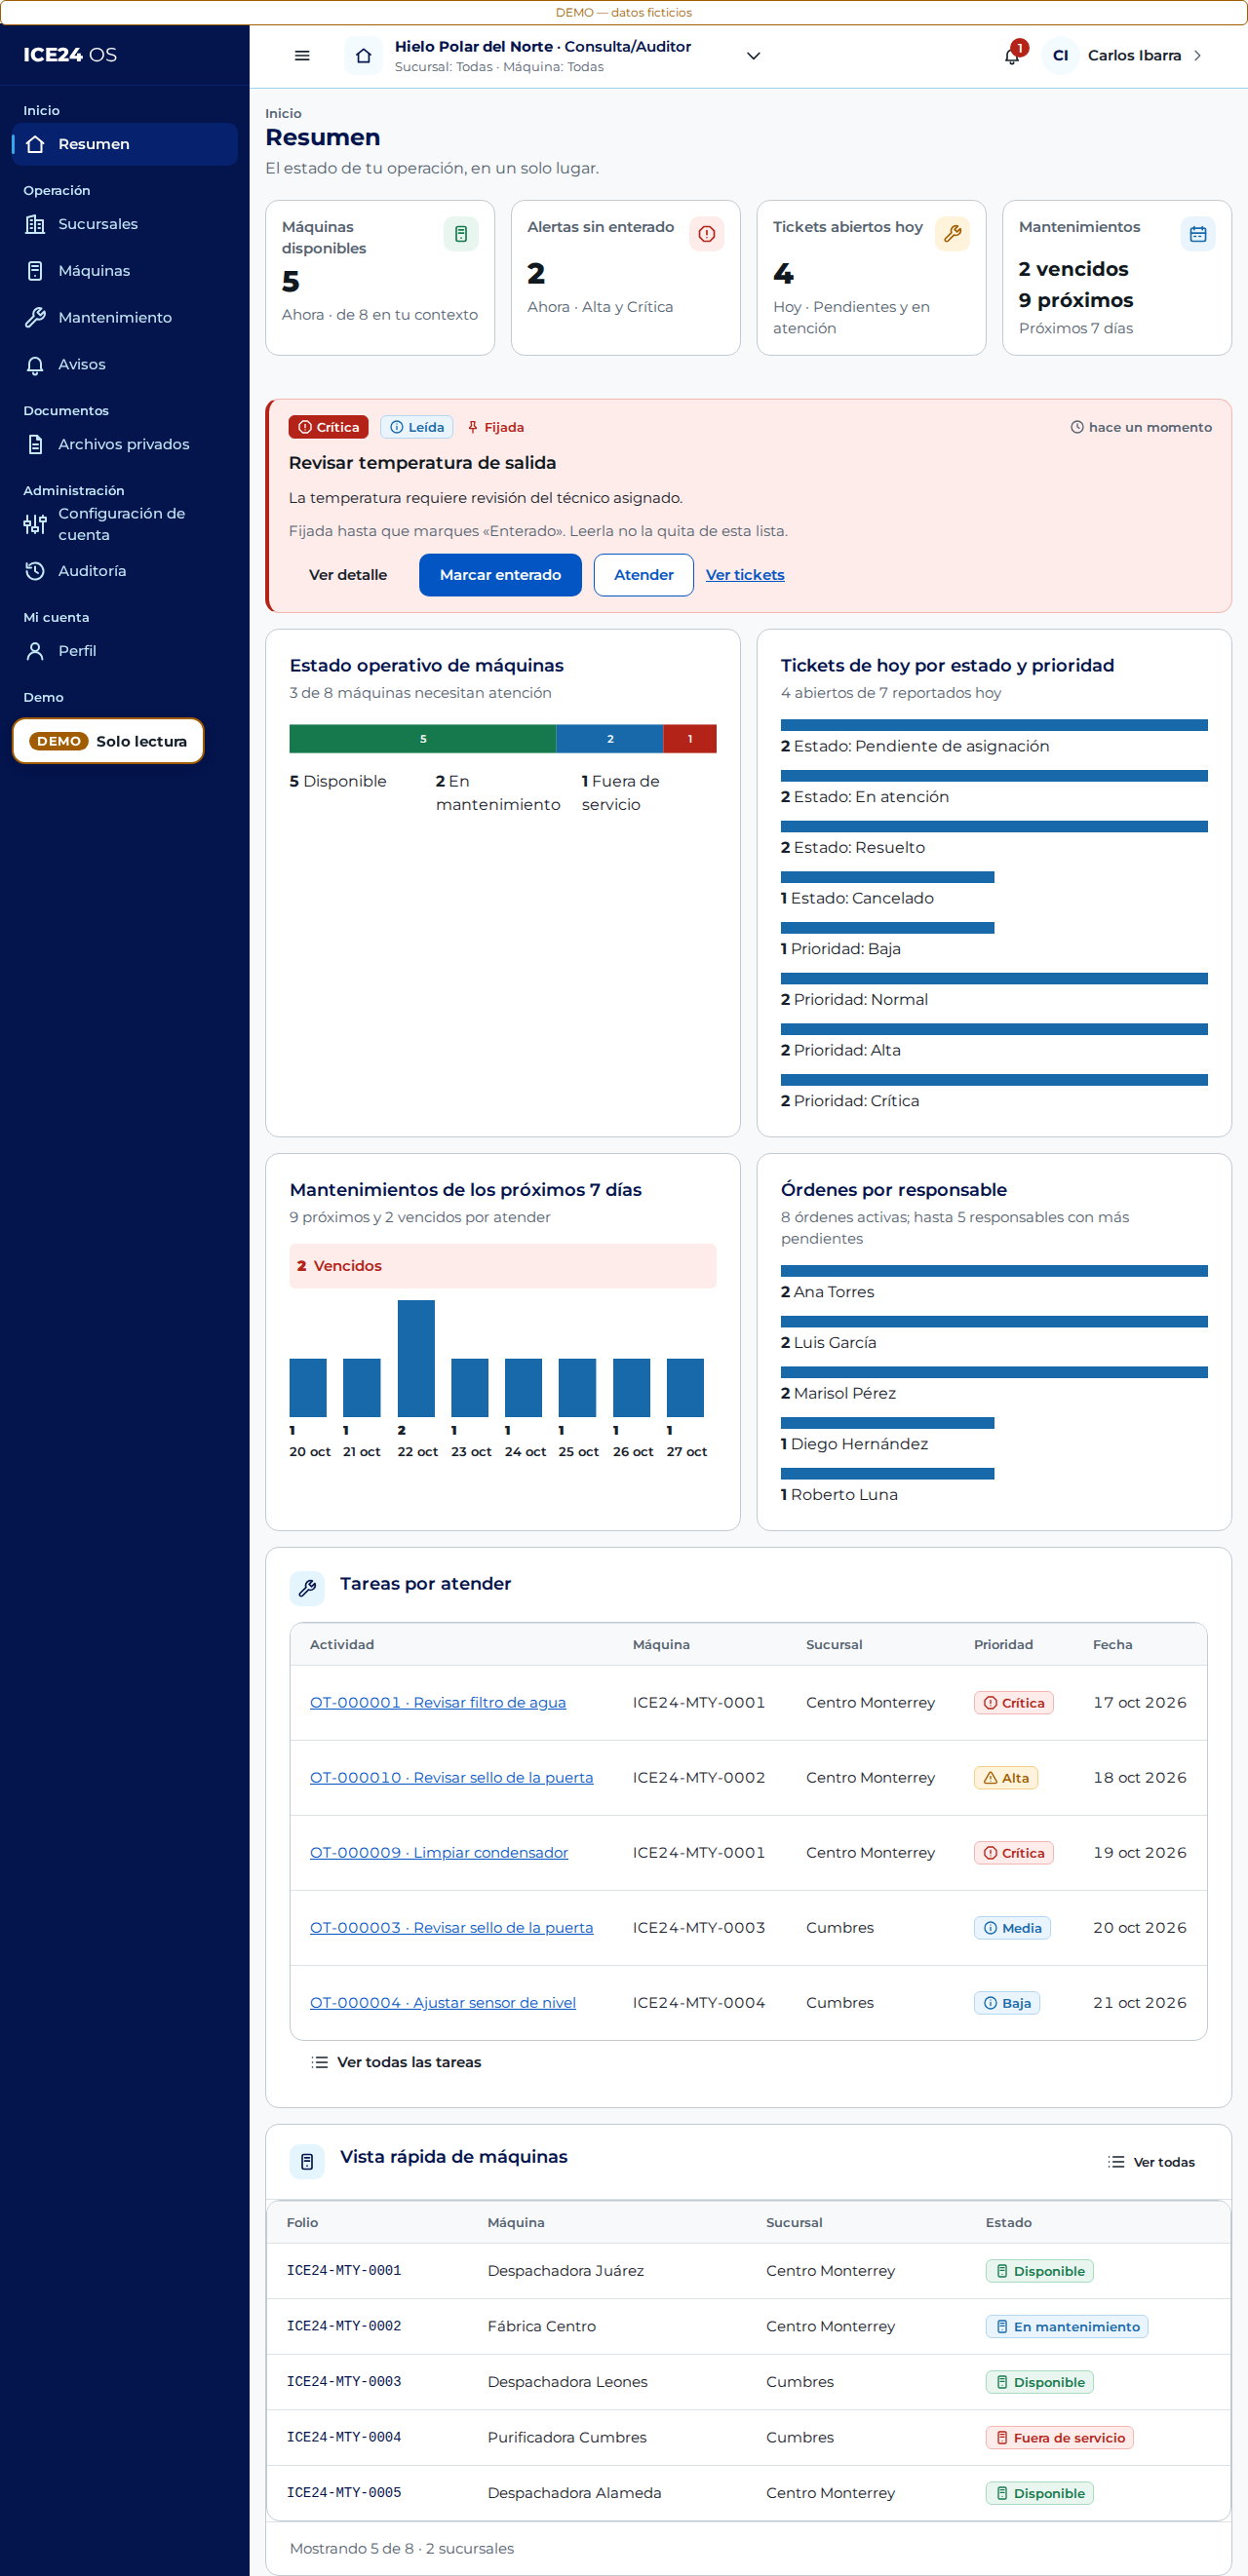 DEMO — datos ficticios
ICE24 OS
Inicio
Resumen
Operación
Sucursales
Máquinas
Mantenimiento
Avisos
Documentos
Archivos privados
Administración
Configuración de
cuenta
Auditoría
Mi cuenta
Perfil
Demo
DEMO Solo lectura
Hielo Polar del Norte · Consulta/Auditor
Sucursal: Todas · Máquina: Todas
1
CI Carlos Ibarra
Inicio
Resumen
El estado de tu operación, en un solo lugar.
Máquinas
disponibles
5
Ahora · de 8 en tu contexto
Alertas sin enterado
2
Ahora · Alta y Crítica
Tickets abiertos hoy
4
Hoy · Pendientes y en
atención
Mantenimientos
2 vencidos
9 próximos
Próximos 7 días
Crítica Leída Fijada hace un momento
Revisar temperatura de salida
La temperatura requiere revisión del técnico asignado.
Fijada hasta que marques «Enterado». Leerla no la quita de esta lista.
Ver detalle Marcar enterado Atender Ver tickets
Estado operativo de máquinas
3 de 8 máquinas necesitan atención
5 2 1
5 Disponible
2 En
mantenimiento
1 Fuera de
servicio
Tickets de hoy por estado y prioridad
4 abiertos de 7 reportados hoy
2 Estado: Pendiente de asignación
2 Estado: En atención
2 Estado: Resuelto
1 Estado: Cancelado
1 Prioridad: Baja
2 Prioridad: Normal
2 Prioridad: Alta
2 Prioridad: Crítica
Mantenimientos de los próximos 7 días
9 próximos y 2 vencidos por atender
2 Vencidos
1 1 2 1 1 1 1 1
20 oct 21 oct 22 oct 23 oct 24 oct 25 oct 26 oct 27 oct
Órdenes por responsable
8 órdenes activas; hasta 5 responsables con más
pendientes
2 Ana Torres
2 Luis García
2 Marisol Pérez
1 Diego Hernández
1 Roberto Luna
Tareas por atender
Actividad Máquina Sucursal Prioridad Fecha
OT-000001 · Revisar filtro de agua ICE24-MTY-0001 Centro Monterrey Crítica 17 oct 2026
OT-000010 · Revisar sello de la puerta ICE24-MTY-0002 Centro Monterrey Alta 18 oct 2026
OT-000009 · Limpiar condensador ICE24-MTY-0001 Centro Monterrey Crítica 19 oct 2026
OT-000003 · Revisar sello de la puerta ICE24-MTY-0003 Cumbres Media 20 oct 2026
OT-000004 · Ajustar sensor de nivel ICE24-MTY-0004 Cumbres Baja 21 oct 2026
Ver todas las tareas
Vista rápida de máquinas Ver todas
Folio Máquina Sucursal Estado
ICE24-MTY-0001 Despachadora Juárez Centro Monterrey Disponible
ICE24-MTY-0002 Fábrica Centro Centro Monterrey En mantenimiento
ICE24-MTY-0003 Despachadora Leones Cumbres Disponible
ICE24-MTY-0004 Purificadora Cumbres Cumbres Fuera de servicio
ICE24-MTY-0005 Despachadora Alameda Centro Monterrey Disponible
Mostrando 5 de 8 · 2 sucursales